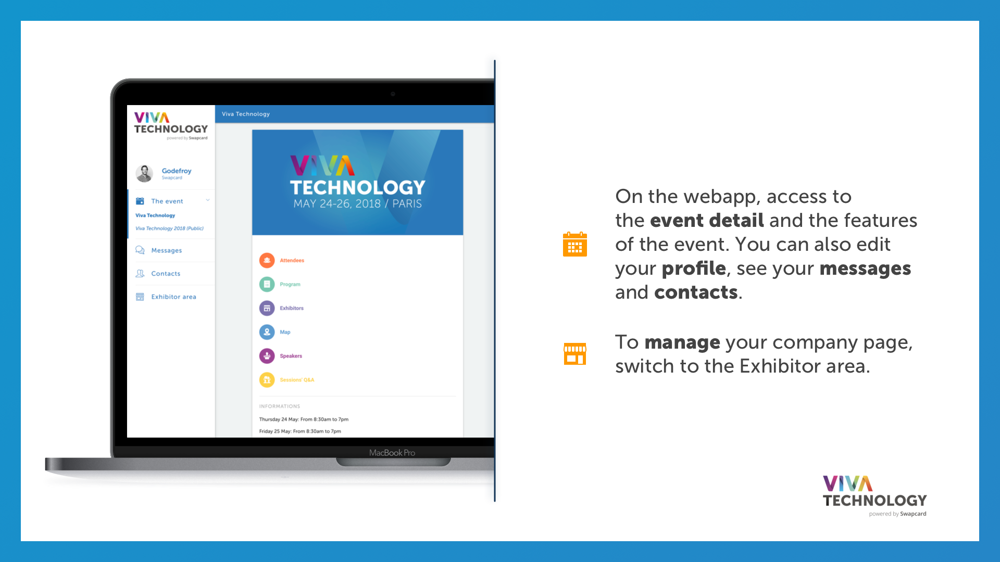 VIVA
TECHNOLOGY
powered by Swapcard
Godefroy
Swapcard
The event
Viva Technology
Viva Technology 2018 (Public)
Messages
Contacts
Exhibitor area
Viva Technology
VIVA
TECHNOLOGY
MAY 24-26, 2018 / PARIS
Attendees
Program
Exhibitors
Map
Speakers
Sessions' Q&A
INFORMATIONS
Thursday 24 May: From 8:30am to 7pm
Friday 25 May: From 8:30am to 7pm
MacBook Pro
On the webapp, access to
the event detail and the features
of the event. You can also edit
your profile, see your messages
and contacts.
To manage your company page,
switch to the Exhibitor area.
VIVA
TECHNOLOGY
powered by Swapcard